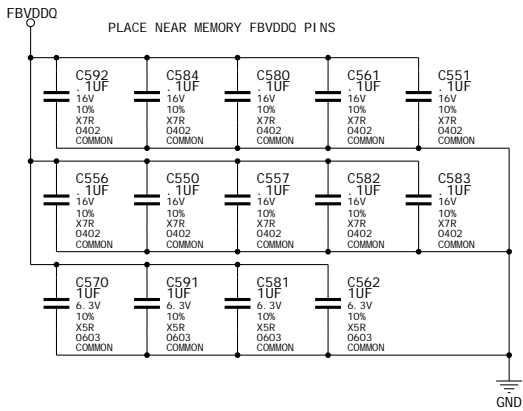 FBVDDQ
PLACE NEAR MEMORY FBVDDQ PINS
C592
.1UF
16V
10%
X7R
0402
COMMON
C584
.1UF
16V
10%
X7R
0402
COMMON
C580
.1UF
16V
10%
X7R
0402
COMMON
C561
.1UF
16V
10%
X7R
0402
COMMON
C551
.1UF
16V
10%
X7R
0402
COMMON
C556
.1UF
16V
10%
X7R
0402
COMMON
C550
.1UF
16V
10%
X7R
0402
COMMON
C557
.1UF
16V
10%
X7R
0402
COMMON
C582
.1UF
16V
10%
X7R
0402
COMMON
C583
.1UF
16V
10%
X7R
0402
COMMON
C570
1UF
6.3V
10%
X5R
0603
COMMON
C591
1UF
6.3V
10%
X5R
0603
COMMON
C581
1UF
6.3V
10%
X5R
0603
COMMON
C562
1UF
6.3V
10%
X5R
0603
COMMON
GND